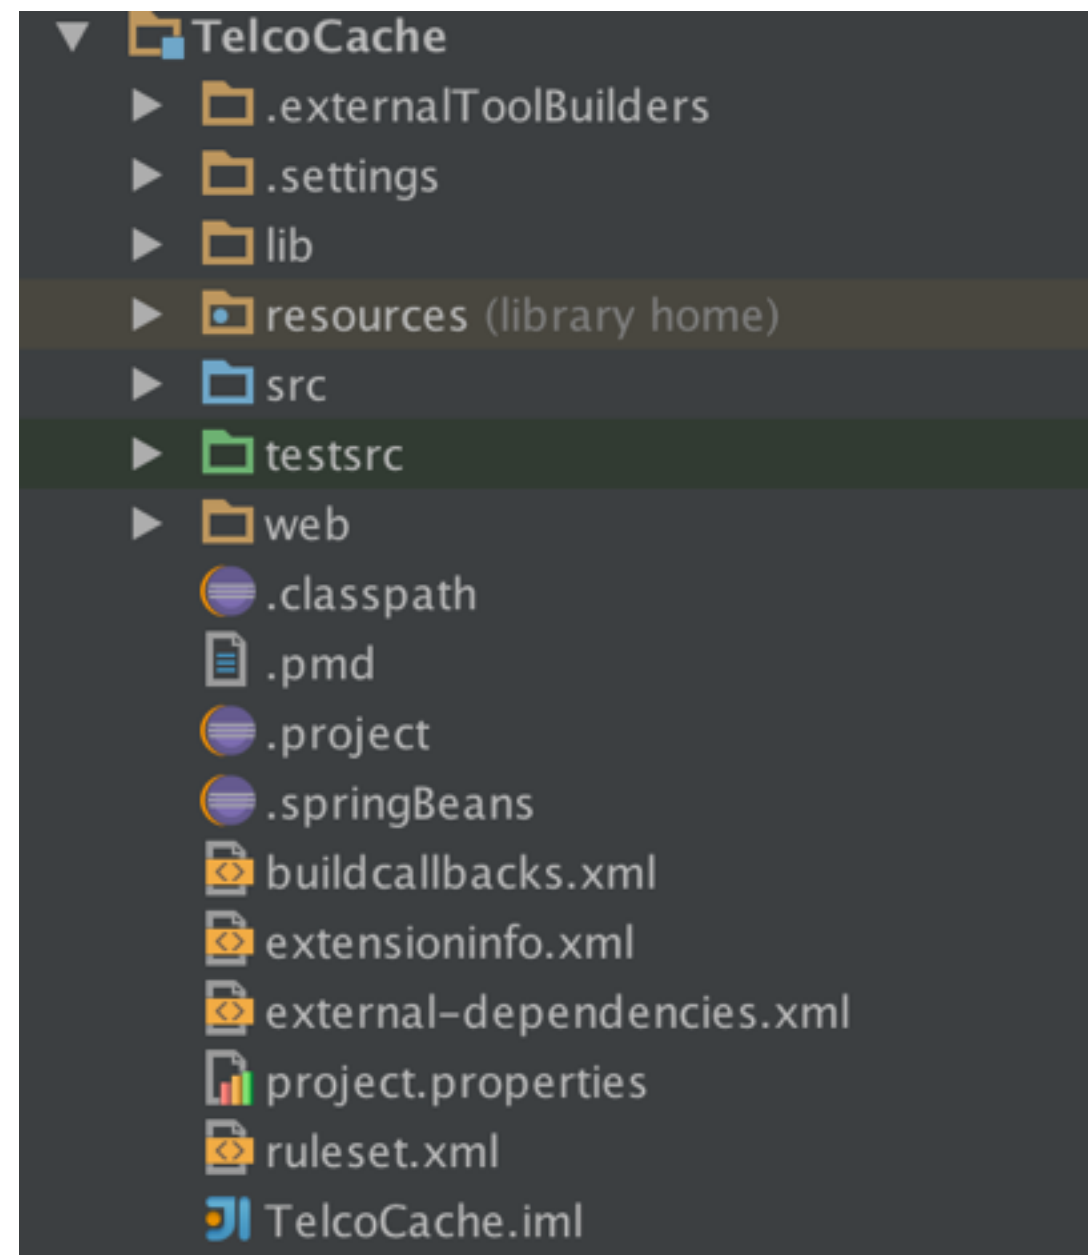 TelcoCache
.externalToolBuilders
.settings
lib
resources (library home)
src
testsrc
web
.classpath
.pmd
.project
.springBeans
buildcallbacks.xml
extensioninfo.xml
external-dependencies.xml
project.properties
ruleset.xml
TelcoCache.iml